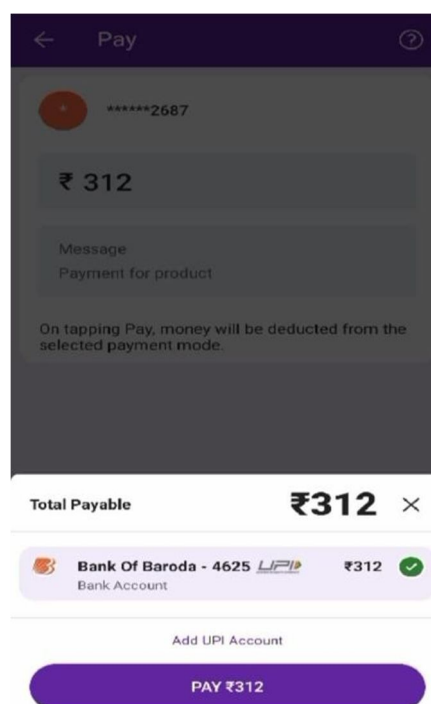 Pay
*
******2687
₹ 312
Message
Payment for product
On tapping Pay, money will be deducted from the
selected payment mode.
Total Payable ₹312
Bank Of Baroda - 4625 UPI ₹312
Bank Account
Add UPI Account
PAY ₹312